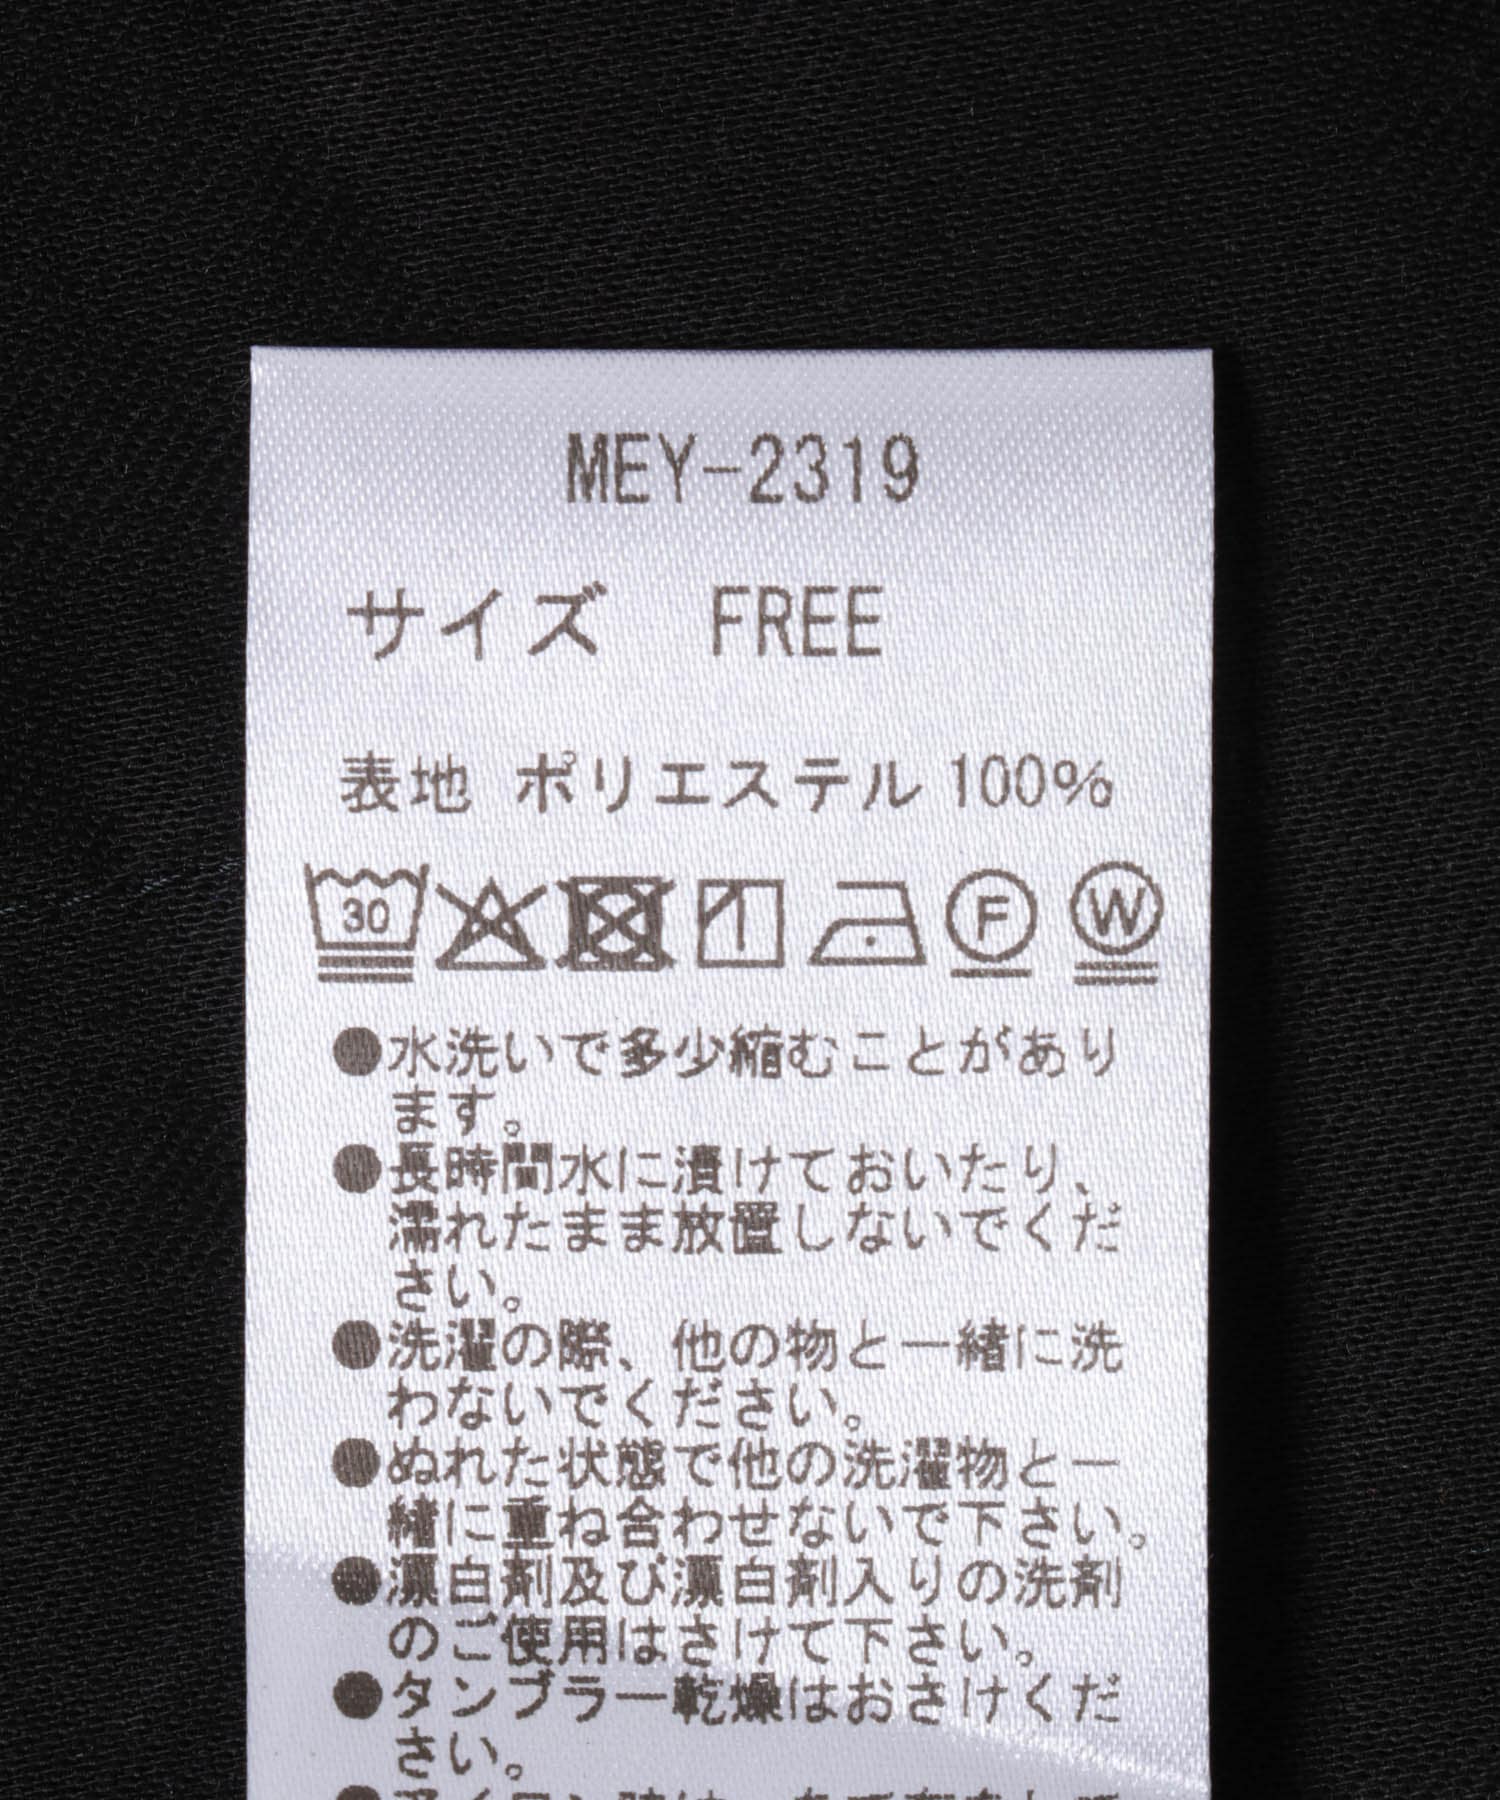 MEY-2319
サイズ FREE
表地 ポリエステル 100%
30 F W
●水洗いで多少縮むことがあり
ます。
●長時間水に漬けておいたり、
濡れたまま放置しないでくだ
さい。
●洗濯の際、他の物と一緒に洗
わないでください。
●ぬれた状態で他の洗濯物と一
緒に重ね合わせないで下さい。
●漂白剤及び漂白剤入りの洗剤
のご使用はさけて下さい。
●タンブラー乾燥はおさけくだ
さい。